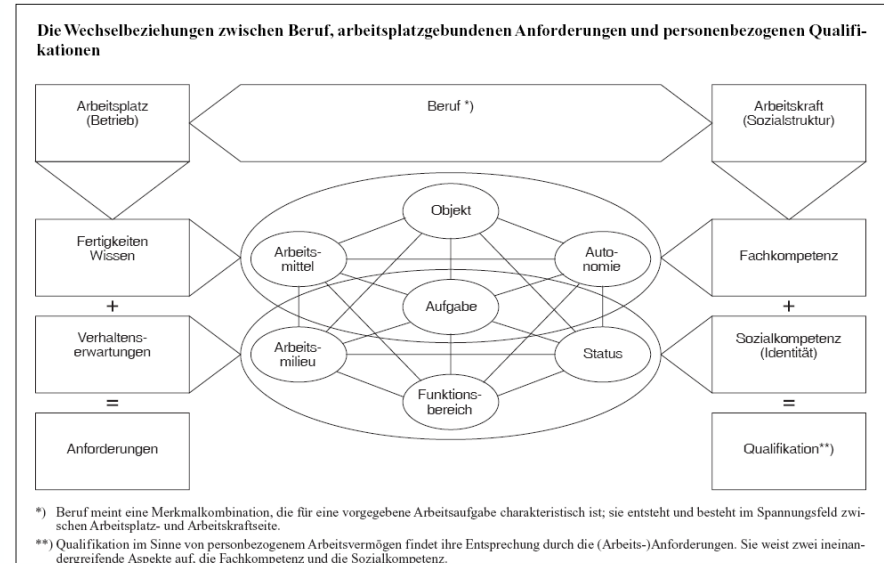 Die Wechselbeziehungen zwischen Beruf, arbeitsplatzgebundenen Anforderungen und personenbezogenen Qualifi-
kationen
Arbeitsplatz
(Betrieb)
Beruf *)
Arbeitskraft
(Sozialstruktur)
Objekt
Fertigkeiten
Wissen
Arbeits-
mittel
Auto-
nomie
Fachkompetenz
+
Aufgabe
+
Verhaltens-
erwartungen
Arbeits-
milieu
Status
Sozialkompetenz
(Identität)
=
Funktions-
bereich
=
Anforderungen
Qualifikation**)
*) Beruf meint eine Merkmalkombination, die für eine vorgegebene Arbeitsaufgabe charakteristisch ist; sie entsteht und besteht im Spannungsfeld zwi-
schen Arbeitsplatz- und Arbeitskraftseite.
**) Qualifikation im Sinne von personbezogenem Arbeitsvermögen findet ihre Entsprechung durch die (Arbeits-)Anforderungen. Sie weist zwei ineinan-
dergreifende Aspekte auf, die Fachkompetenz und die Sozialkompetenz.